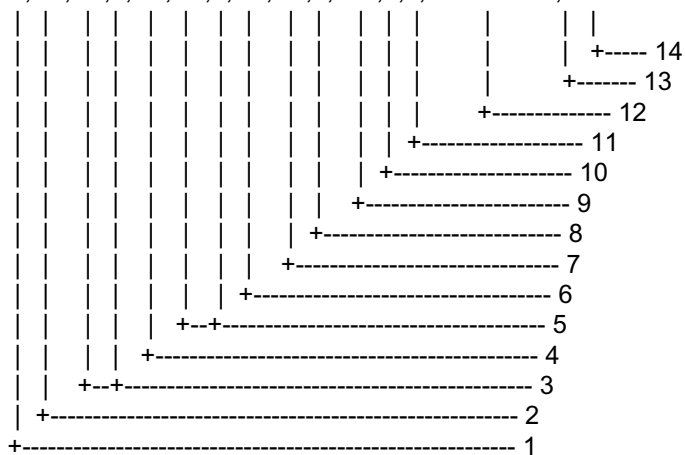 | | | | | | | | | | | | | | | | |
| | | | | | | | | | | | | | | +----- 14
| | | | | | | | | | | | | | +------- 13
| | | | | | | | | | | | | +-------------- 12
| | | | | | | | | | | | +------------------- 11
| | | | | | | | | | | +--------------------- 10
| | | | | | | | | | +------------------------ 9
| | | | | | | | | +--------------------------- 8
| | | | | | | | +------------------------------ 7
| | | | | | | +---------------------------------- 6
| | | | | +--+------------------------------------- 5
| | | | +-------------------------------------------- 4
| | +--+----------------------------------------------- 3
| +------------------------------------------------------ 2
+--------------------------------------------------------- 1